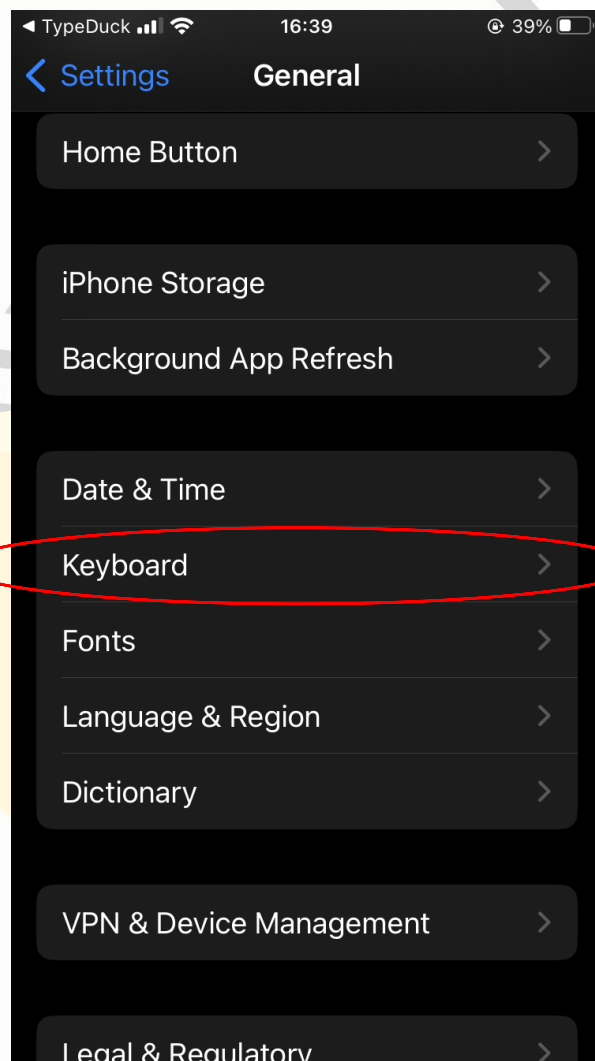 ◀ TypeDuck 16:39 39%
Settings General
Home Button
iPhone Storage
Background App Refresh
Date & Time
Keyboard
Fonts
Language & Region
Dictionary
VPN & Device Management
Legal & Regulatory